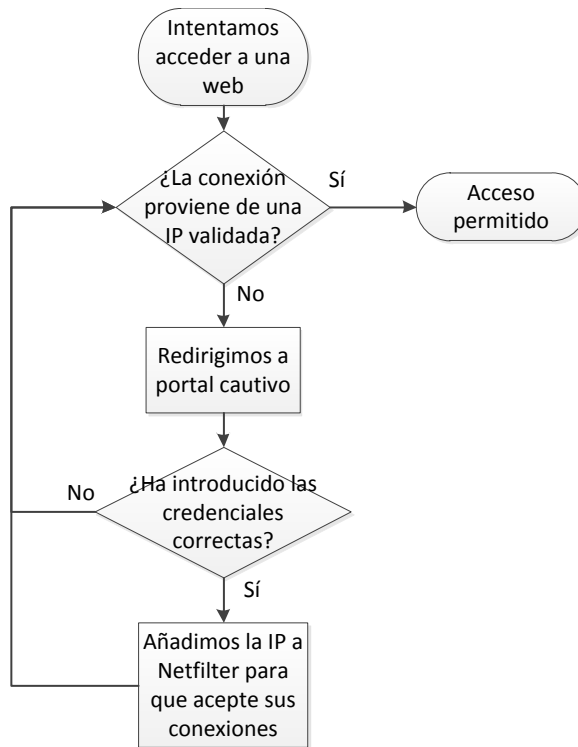 Intentamos
acceder a una
web
¿La conexión
proviene de una
IP validada?
Sí
Acceso
permitido
No
Redirigimos a
portal cautivo
¿Ha introducido las
credenciales
correctas?
No
Sí
Añadimos la IP a
Netfilter para
que acepte sus
conexiones